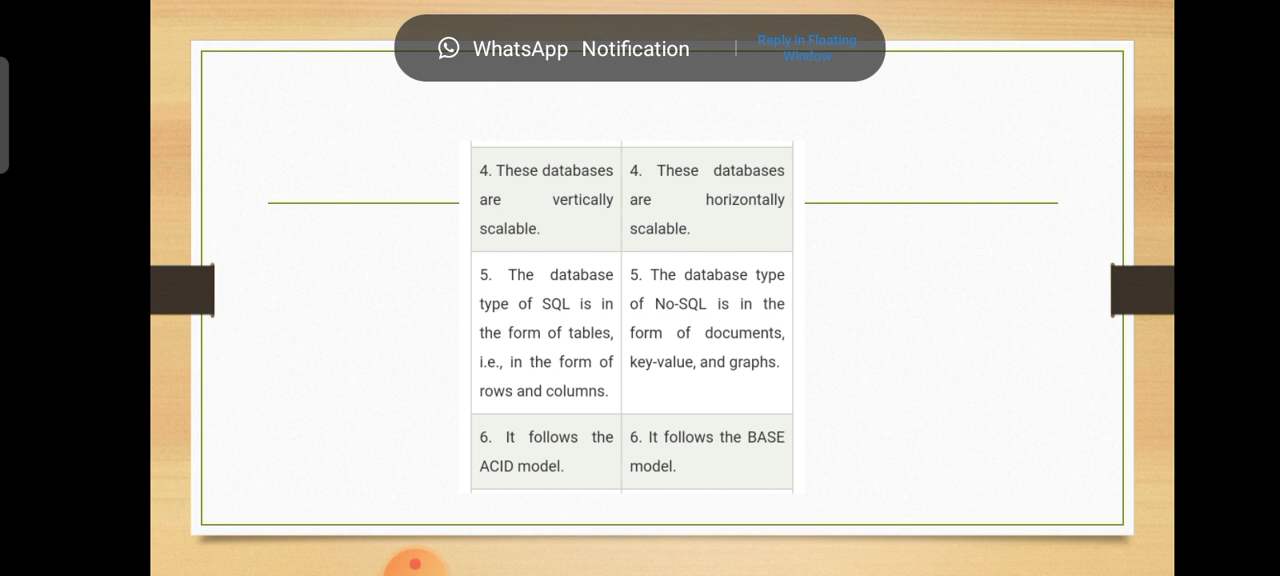 WhatsApp Notification
Reply in Floating
Window
4. These databases
are vertically
scalable.
4. These databases
are horizontally
scalable.
5. The database
type of SQL is in
the form of tables,
i.e., in the form of
rows and columns.
5. The database type
of No-SQL is in the
form of documents,
key-value, and graphs.
6. It follows the
ACID model.
6. It follows the BASE
model.